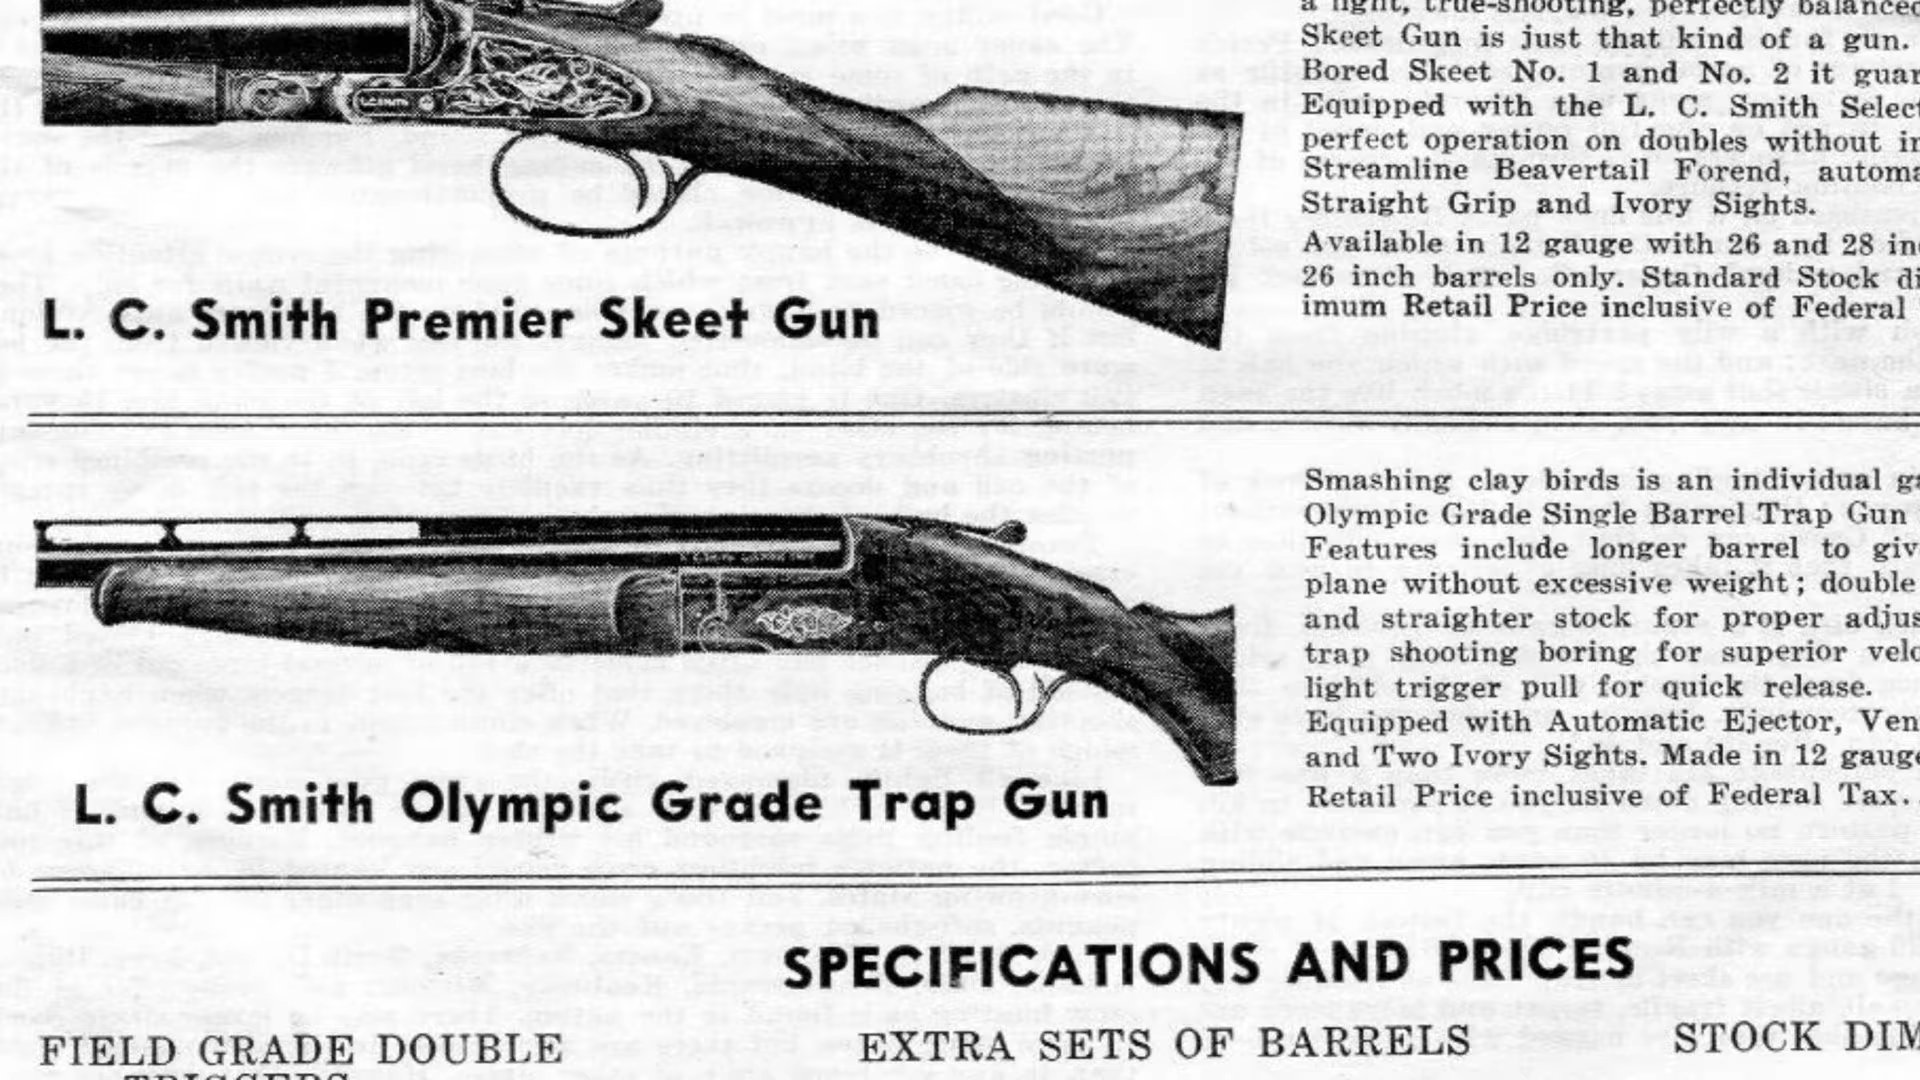 a light, true-shooting, perfectly balanced
Skeet Gun is just that kind of a gun.
Bored Skeet No. 1 and No. 2 it guar
Equipped with the L. C. Smith Select
perfect operation on doubles without in
Streamline Beavertail Forend, automa
Straight Grip and Ivory Sights.
Available in 12 gauge with 26 and 28 inc
26 inch barrels only. Standard Stock di
imum Retail Price inclusive of Federal
L. C. Smith Premier Skeet Gun
Smashing clay birds is an individual ga
Olympic Grade Single Barrel Trap Gun
Features include longer barrel to giv
plane without excessive weight; double
and straighter stock for proper adjus
trap shooting boring for superior velo
light trigger pull for quick release.
Equipped with Automatic Ejector, Ven
and Two Ivory Sights. Made in 12 gauge
Retail Price inclusive of Federal Tax.
L. C. Smith Olympic Grade Trap Gun
SPECIFICATIONS AND PRICES
FIELD GRADE DOUBLE
TRIGGERS
EXTRA SETS OF BARRELS
STOCK DIM